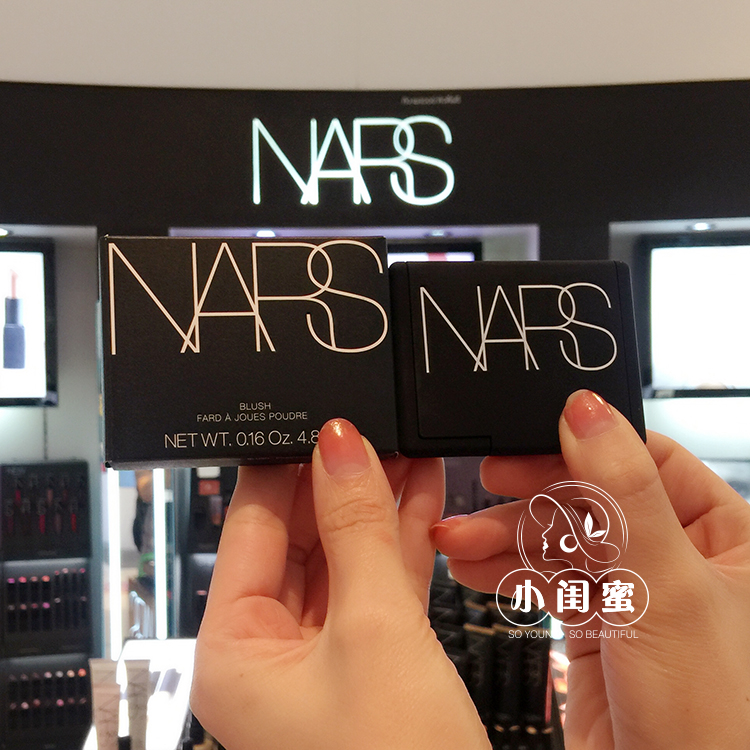 NARS
NARS
BLUSH
FARD À JOUES POUDRE
NET WT. 0.16 Oz. 4.8
NARS
小闺蜜
SO YOUNG SO BEAUTIFUL